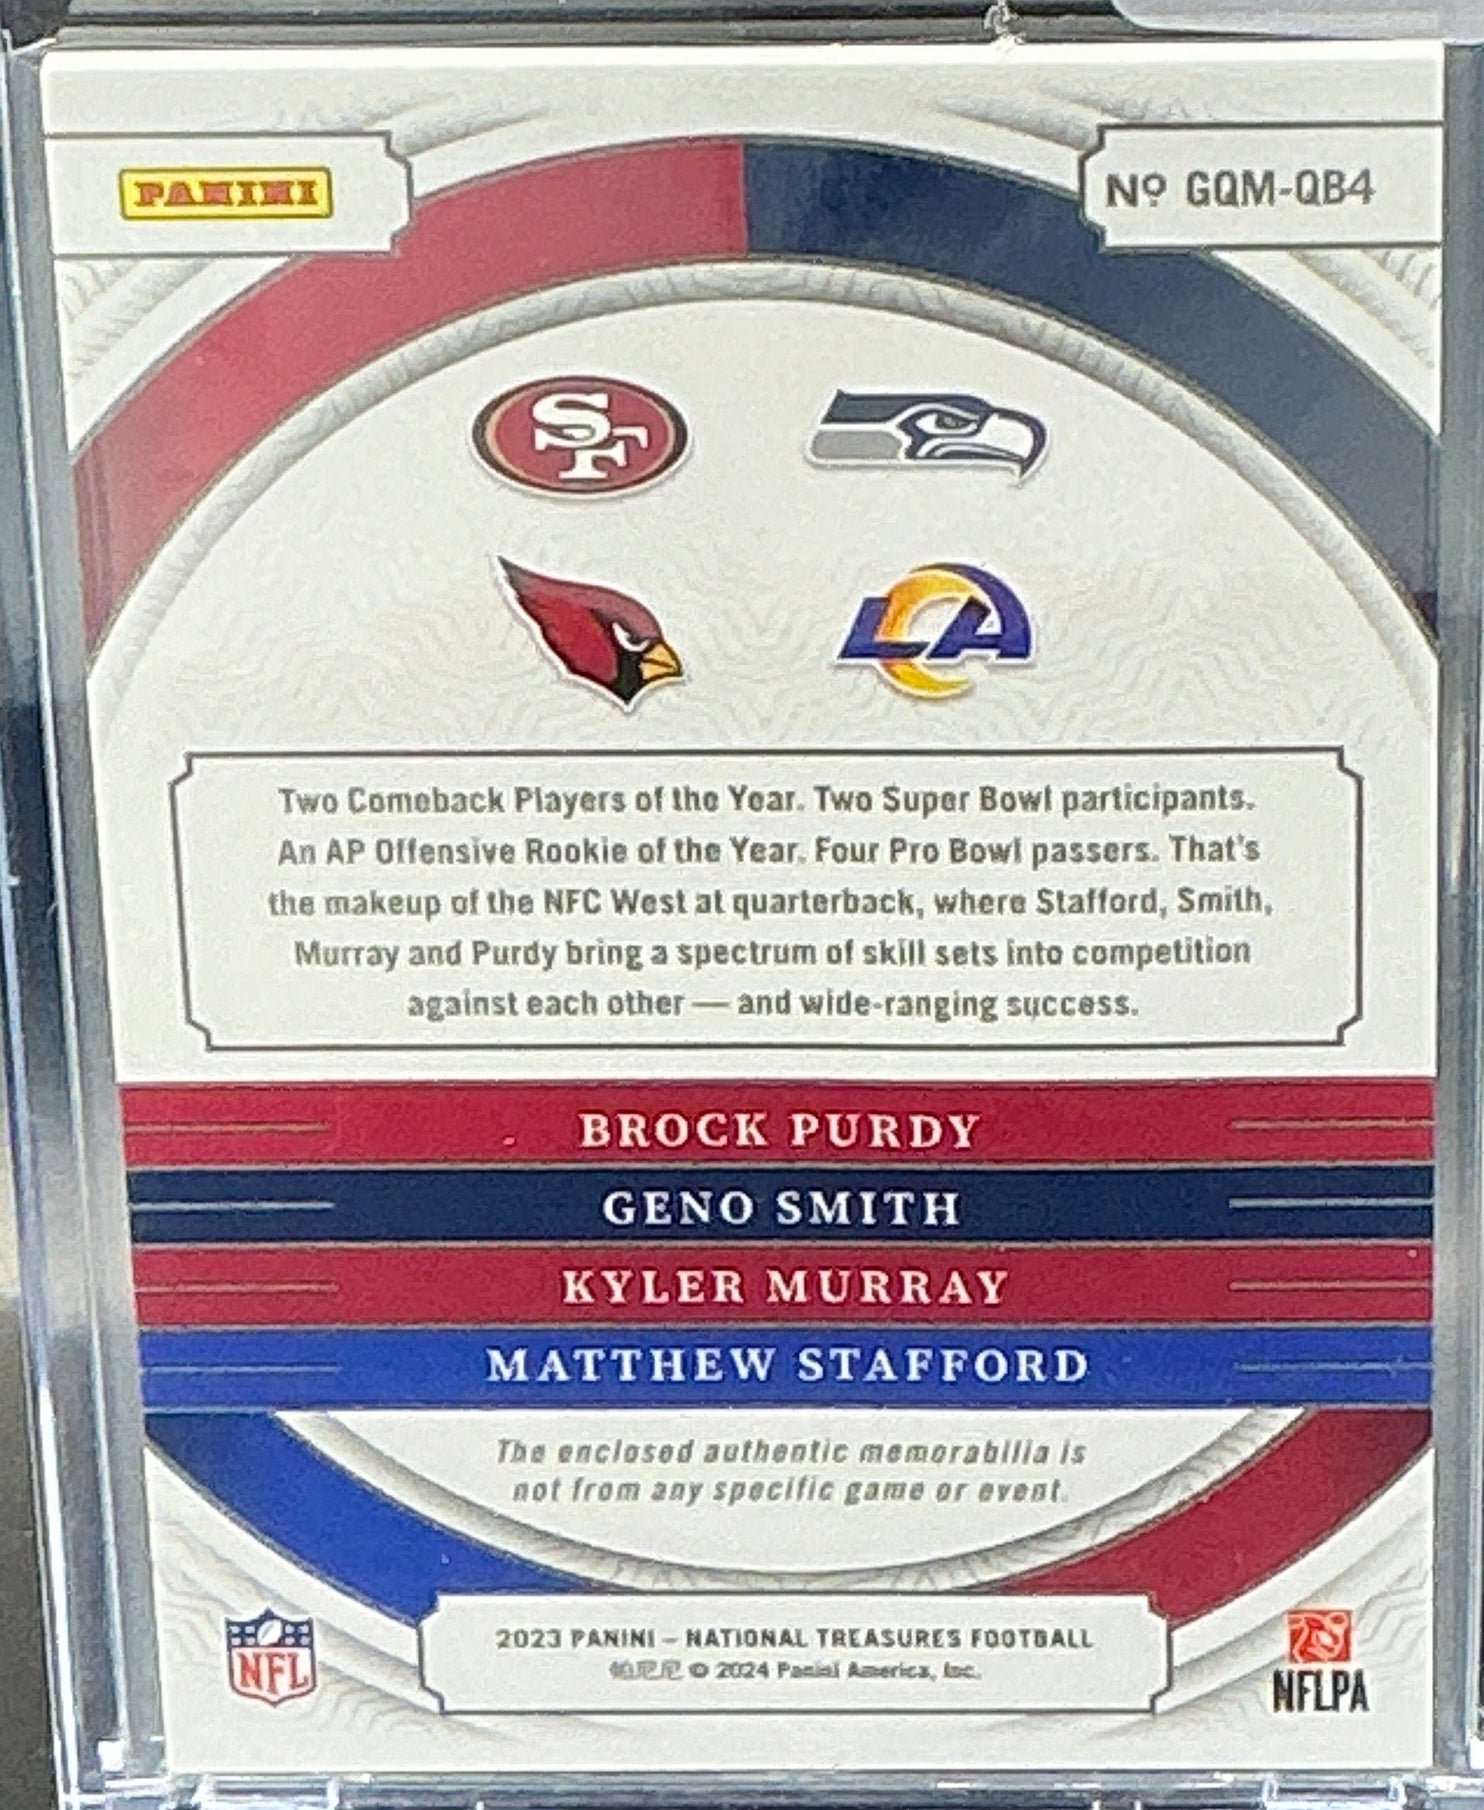 PANINI
Nº GQM-QB4
SF
LA
Two Comeback Players of the Year. Two Super Bowl participants.
An AP Offensive Rookie of the Year. Four Pro Bowl passers. That's
the makeup of the NFC West at quarterback, where Stafford, Smith,
Murray and Purdy bring a spectrum of skill sets into competition
against each other — and wide-ranging success.
BROCK PURDY
GENO SMITH
KYLER MURRAY
MATTHEW STAFFORD
The enclosed authentic memorabilia is
not from any specific game or event.
2023 PANINI – NATIONAL TREASURES FOOTBALL
帕尼尼 © 2024 Panini America, Inc.
NFL
NFLPA